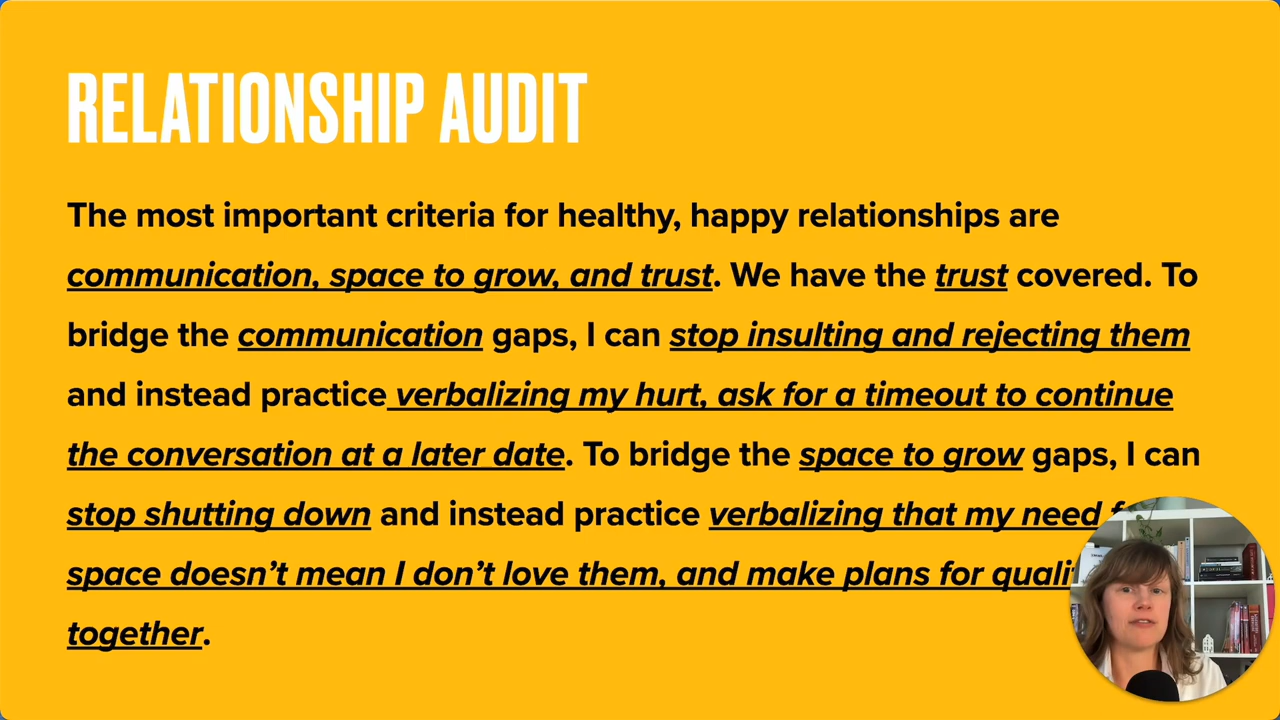 RELATIONSHIP AUDIT
The most important criteria for healthy, happy relationships are
communication, space to grow, and trust. We have the trust covered. To
bridge the communication gaps, I can stop insulting and rejecting them
and instead practice verbalizing my hurt, ask for a timeout to continue
the conversation at a later date. To bridge the space to grow gaps, I can
stop shutting down and instead practice verbalizing that my need
space doesn’t mean I don’t love them, and make plans for
together.